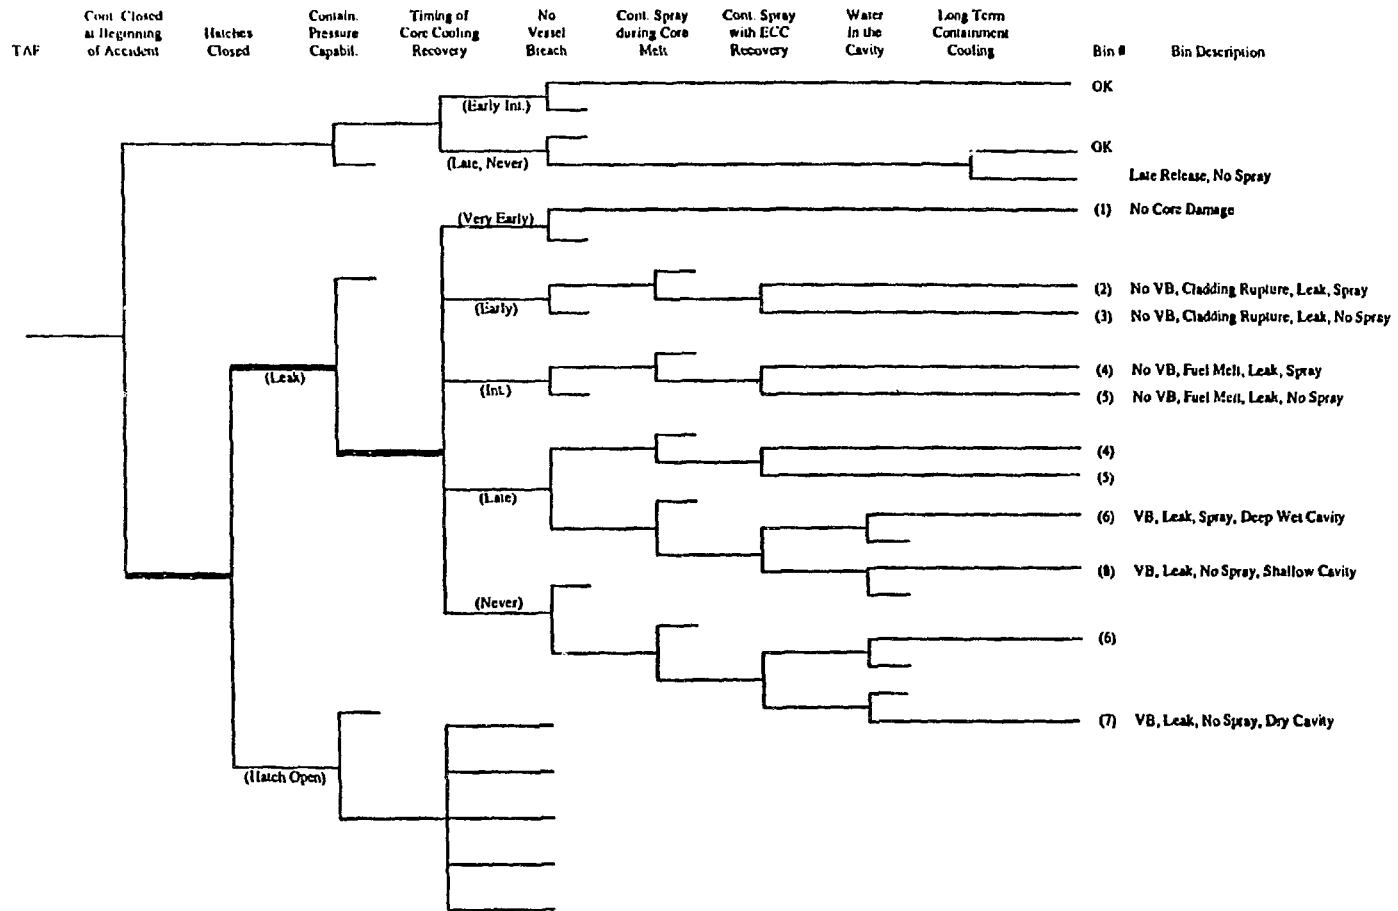 Cont. Closed
at Beginning
of Accident
Hatches
Closed
Contain.
Pressure
Capabil.
Timing of
Core Cooling
Recovery
No
Vessel
Breach
Cont. Spray
during Core
Melt
Cont. Spray
with ECC
Recovery
Water
In the
Cavity
Long Term
Containment
Cooling
TAF
Bin #
Bin Description
(Early Int.)
OK
(Late, Never)
OK
Late Release, No Spray
(Very Early)
(1) No Core Damage
(Early)
(2) No VB, Cladding Rupture, Leak, Spray
(3) No VB, Cladding Rupture, Leak, No Spray
(Leak)
(Int.)
(4) No VB, Fuel Melt, Leak, Spray
(5) No VB, Fuel Melt, Leak, No Spray
(Late)
(4)
(5)
(6) VB, Leak, Spray, Deep Wet Cavity
(8) VB, Leak, No Spray, Shallow Cavity
(Never)
(6)
(7) VB, Leak, No Spray, Dry Cavity
(Hatch Open)